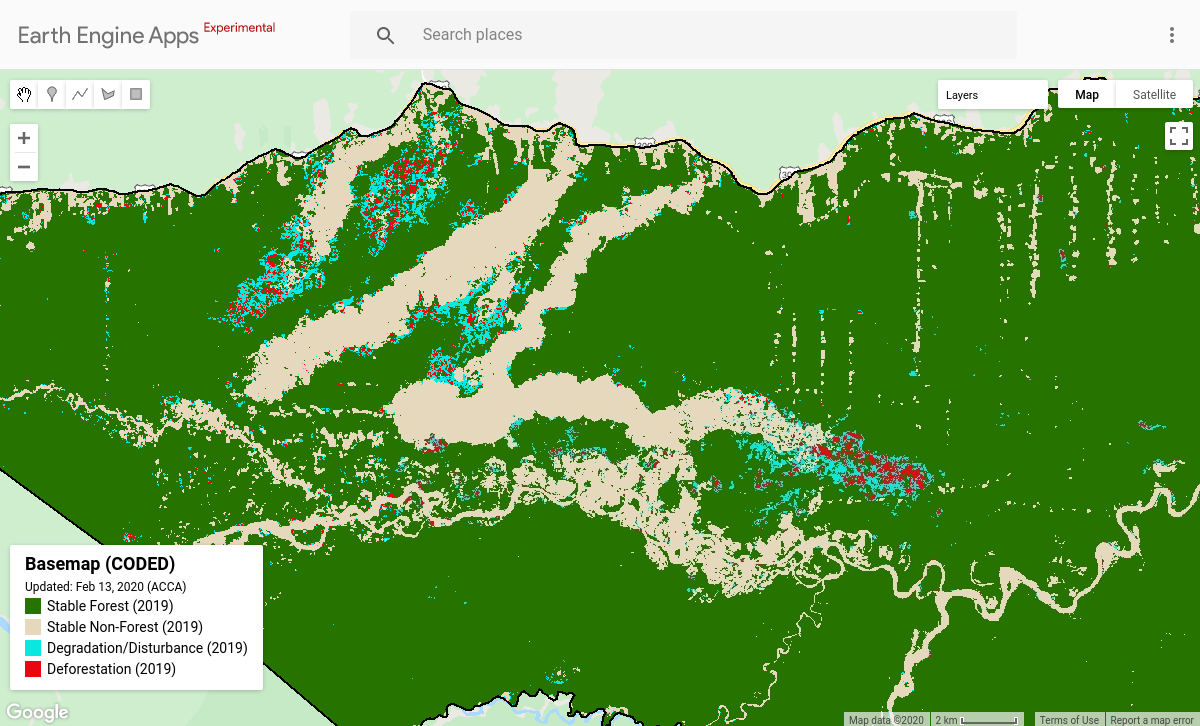 Earth Engine Apps Experimental
Search places
Layers
Map
Satellite
+
−
Basemap (CODED)
Updated: Feb 13, 2020 (ACCA)
Stable Forest (2019)
Stable Non-Forest (2019)
Degradation/Disturbance (2019)
Deforestation (2019)
Google
Map data ©2020
2 km
Terms of Use
Report a map error